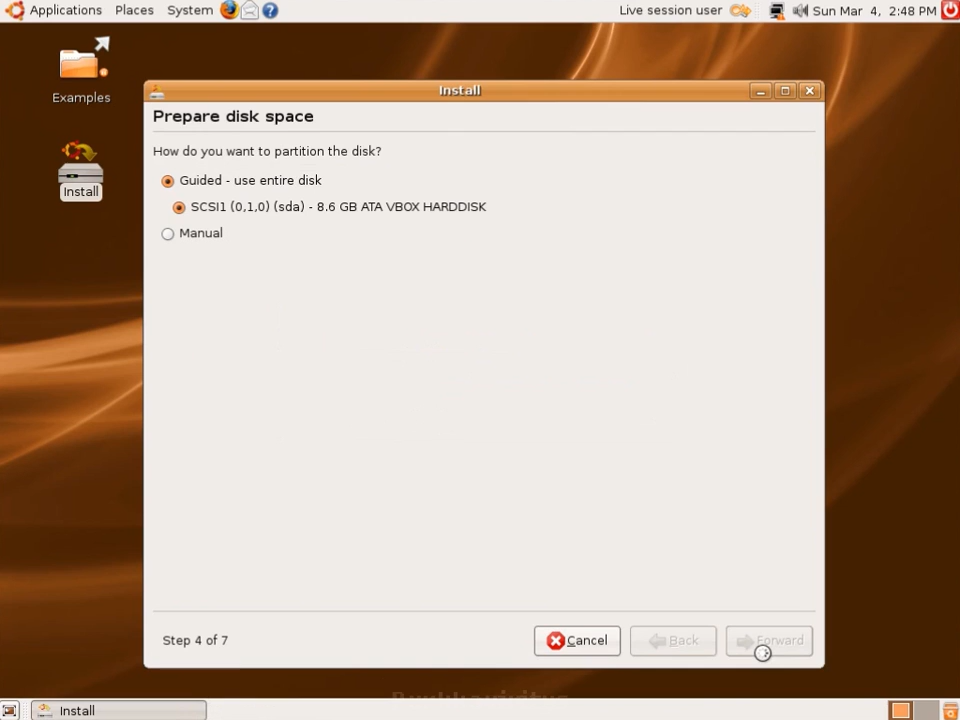 Applications Places System Live session user Sun Mar 4, 2:48 PM
Examples
Install
Install
Prepare disk space
How do you want to partition the disk?
Guided - use entire disk
SCSI1 (0,1,0) (sda) - 8.6 GB ATA VBOX HARDDISK
Manual
Step 4 of 7 Cancel Back Forward
Install